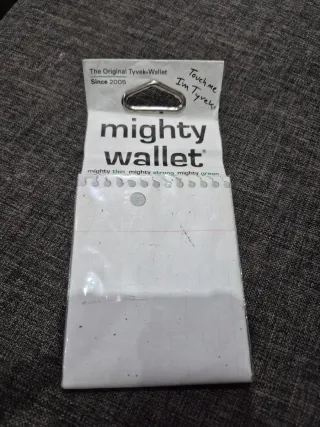 The Original Tyvek® Wallet
Since 2005
Touch me
I'm Tyvek®
mighty
wallet®
mighty thin mighty strong mighty green